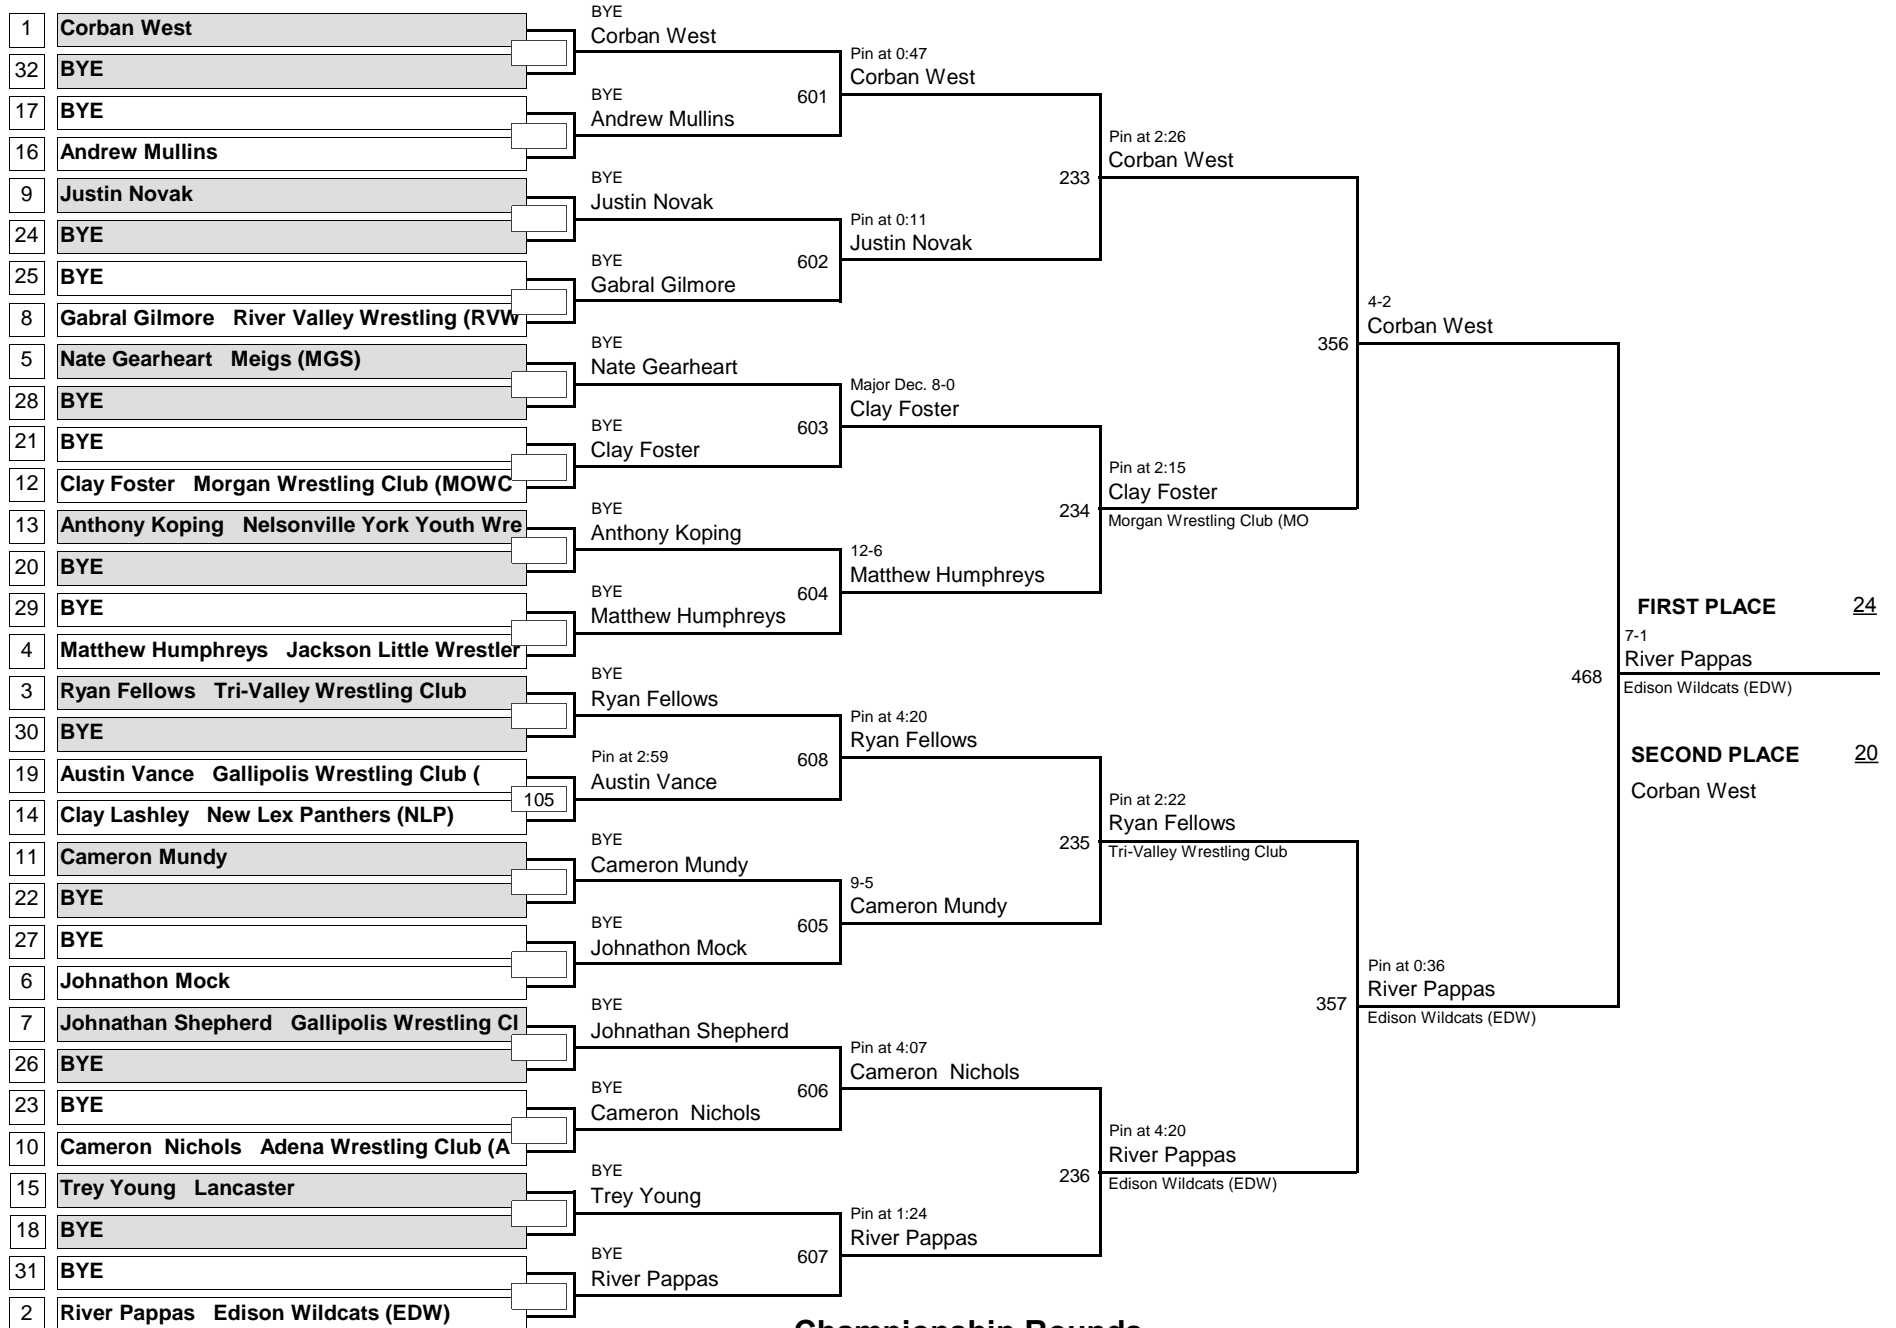 1 Corban West
32 BYE
17 BYE
16 Andrew Mullins
9 Justin Novak
24 BYE
25 BYE
8 Gabral Gilmore River Valley Wrestling (RVW
5 Nate Gearheart Meigs (MGS)
28 BYE
21 BYE
12 Clay Foster Morgan Wrestling Club (MOWC
13 Anthony Koping Nelsonville York Youth Wre
20 BYE
29 BYE
4 Matthew Humphreys Jackson Little Wrestler
3 Ryan Fellows Tri-Valley Wrestling Club
30 BYE
19 Austin Vance Gallipolis Wrestling Club (
14 Clay Lashley New Lex Panthers (NLP)
105
11 Cameron Mundy
22 BYE
27 BYE
6 Johnathon Mock
7 Johnathan Shepherd Gallipolis Wrestling Cl
26 BYE
23 BYE
10 Cameron Nichols Adena Wrestling Club (A
15 Trey Young Lancaster
18 BYE
31 BYE
2 River Pappas Edison Wildcats (EDW)
BYE
Corban West
BYE
Andrew Mullins
601
BYE
Justin Novak
BYE
Gabral Gilmore
602
BYE
Nate Gearheart
BYE
Clay Foster
603
BYE
Anthony Koping
BYE
Matthew Humphreys
604
BYE
Ryan Fellows
Pin at 2:59
Austin Vance
608
BYE
Cameron Mundy
BYE
Johnathon Mock
605
BYE
Johnathan Shepherd
BYE
Cameron Nichols
606
BYE
Trey Young
BYE
River Pappas
607
Pin at 0:47
Corban West
Pin at 0:11
Justin Novak
233
Major Dec. 8-0
Clay Foster
12-6
Matthew Humphreys
234
Pin at 4:20
Ryan Fellows
9-5
Cameron Mundy
235
Pin at 4:07
Cameron Nichols
Pin at 1:24
River Pappas
236
Pin at 2:26
Corban West
Pin at 2:15
Clay Foster
Morgan Wrestling Club (MO
356
Pin at 2:22
Ryan Fellows
Tri-Valley Wrestling Club
Pin at 4:20
River Pappas
Edison Wildcats (EDW)
357
4-2
Corban West
Pin at 0:36
River Pappas
Edison Wildcats (EDW)
468
FIRST PLACE 24
7-1
River Pappas
Edison Wildcats (EDW)
SECOND PLACE 20
Corban West
Championship Rounds